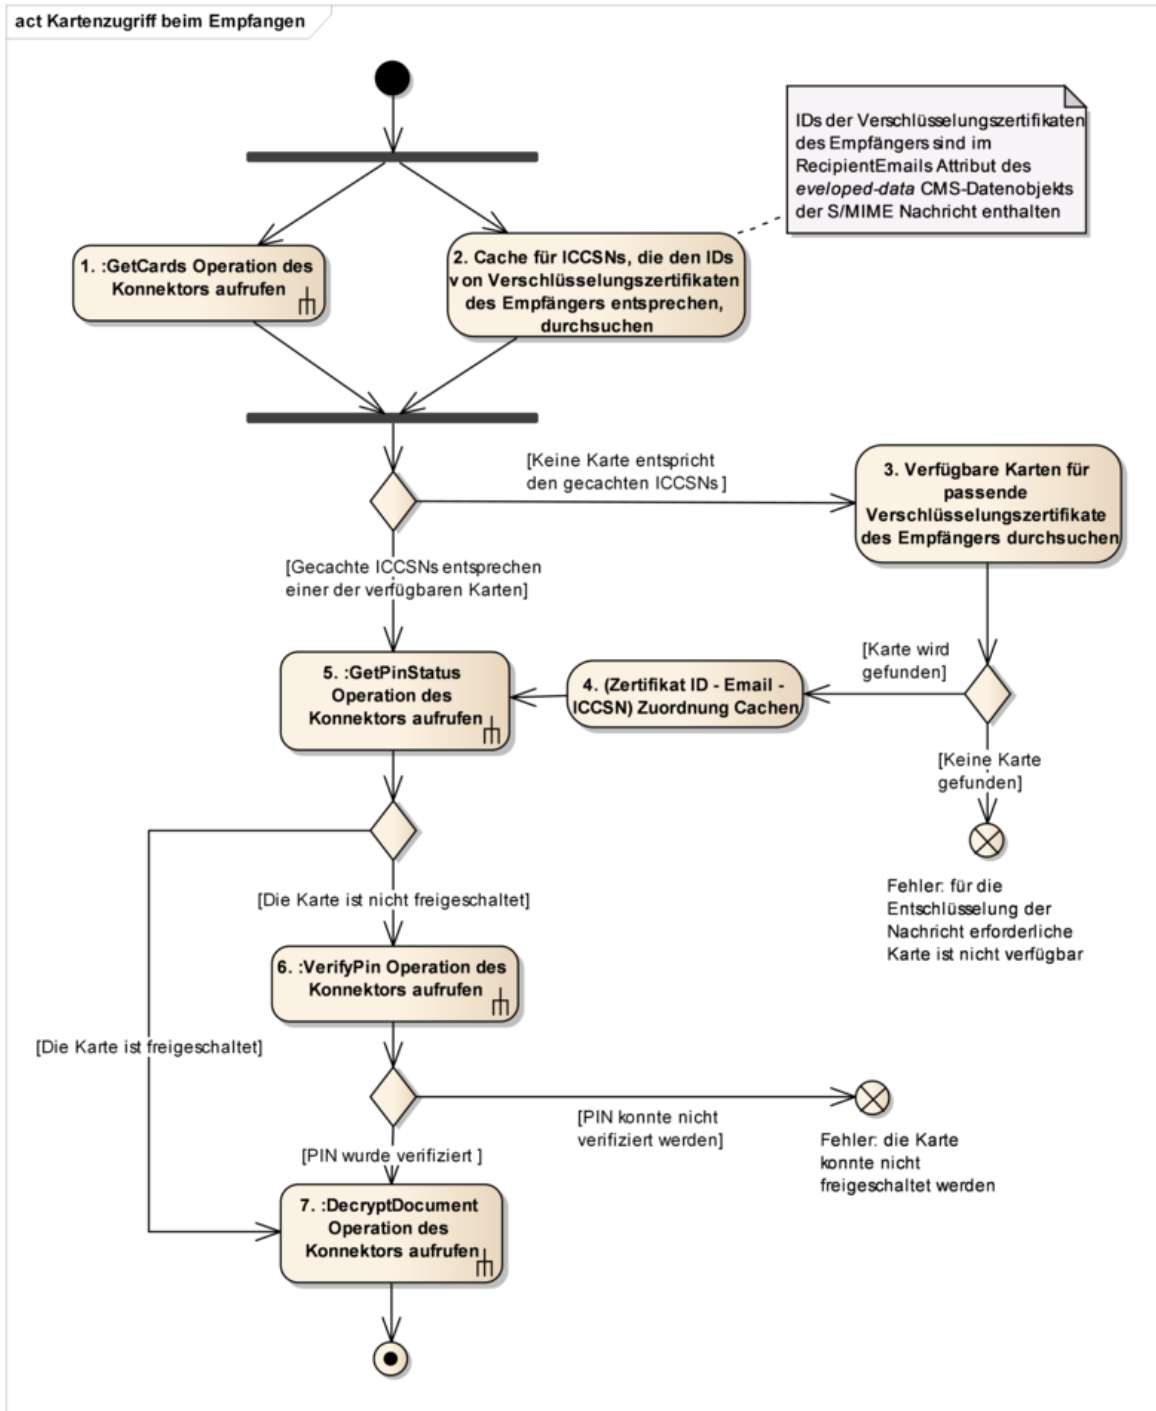 act Kartenzugriff beim Empfangen
IDs der Verschlüsselungszertifikaten
des Empfängers sind im
RecipientEmails Attribut des
eveloped-data CMS-Datenobjekts
der S/MIME Nachricht enthalten
1. :GetCards Operation des
Konnektors aufrufen
2. Cache für ICCSNs, die den IDs
von Verschlüsselungszertifikaten
des Empfängers entsprechen,
durchsuchen
[Keine Karte entspricht
den gecachten ICCSNs ]
3. Verfügbare Karten für
passende
Verschlüsselungszertifikate
des Empfängers durchsuchen
[Gecachte ICCSNs entsprechen
einer der verfügbaren Karten]
[Karte wird
gefunden]
5. :GetPinStatus
Operation des
Konnektors aufrufen
4. (Zertifikat ID - Email -
ICCSN) Zuordnung Cachen
[Keine Karte
gefunden]
Fehler: für die
Entschlüsselung der
Nachricht erforderliche
Karte ist nicht verfügbar
[Die Karte ist nicht freigeschaltet]
6. :VerifyPin Operation des
Konnektors aufrufen
[Die Karte ist freigeschaltet]
[PIN konnte nicht
verifiziert werden]
Fehler: die Karte
konnte nicht
freigeschaltet werden
[PIN wurde verifiziert ]
7. :DecryptDocument
Operation des
Konnektors aufrufen